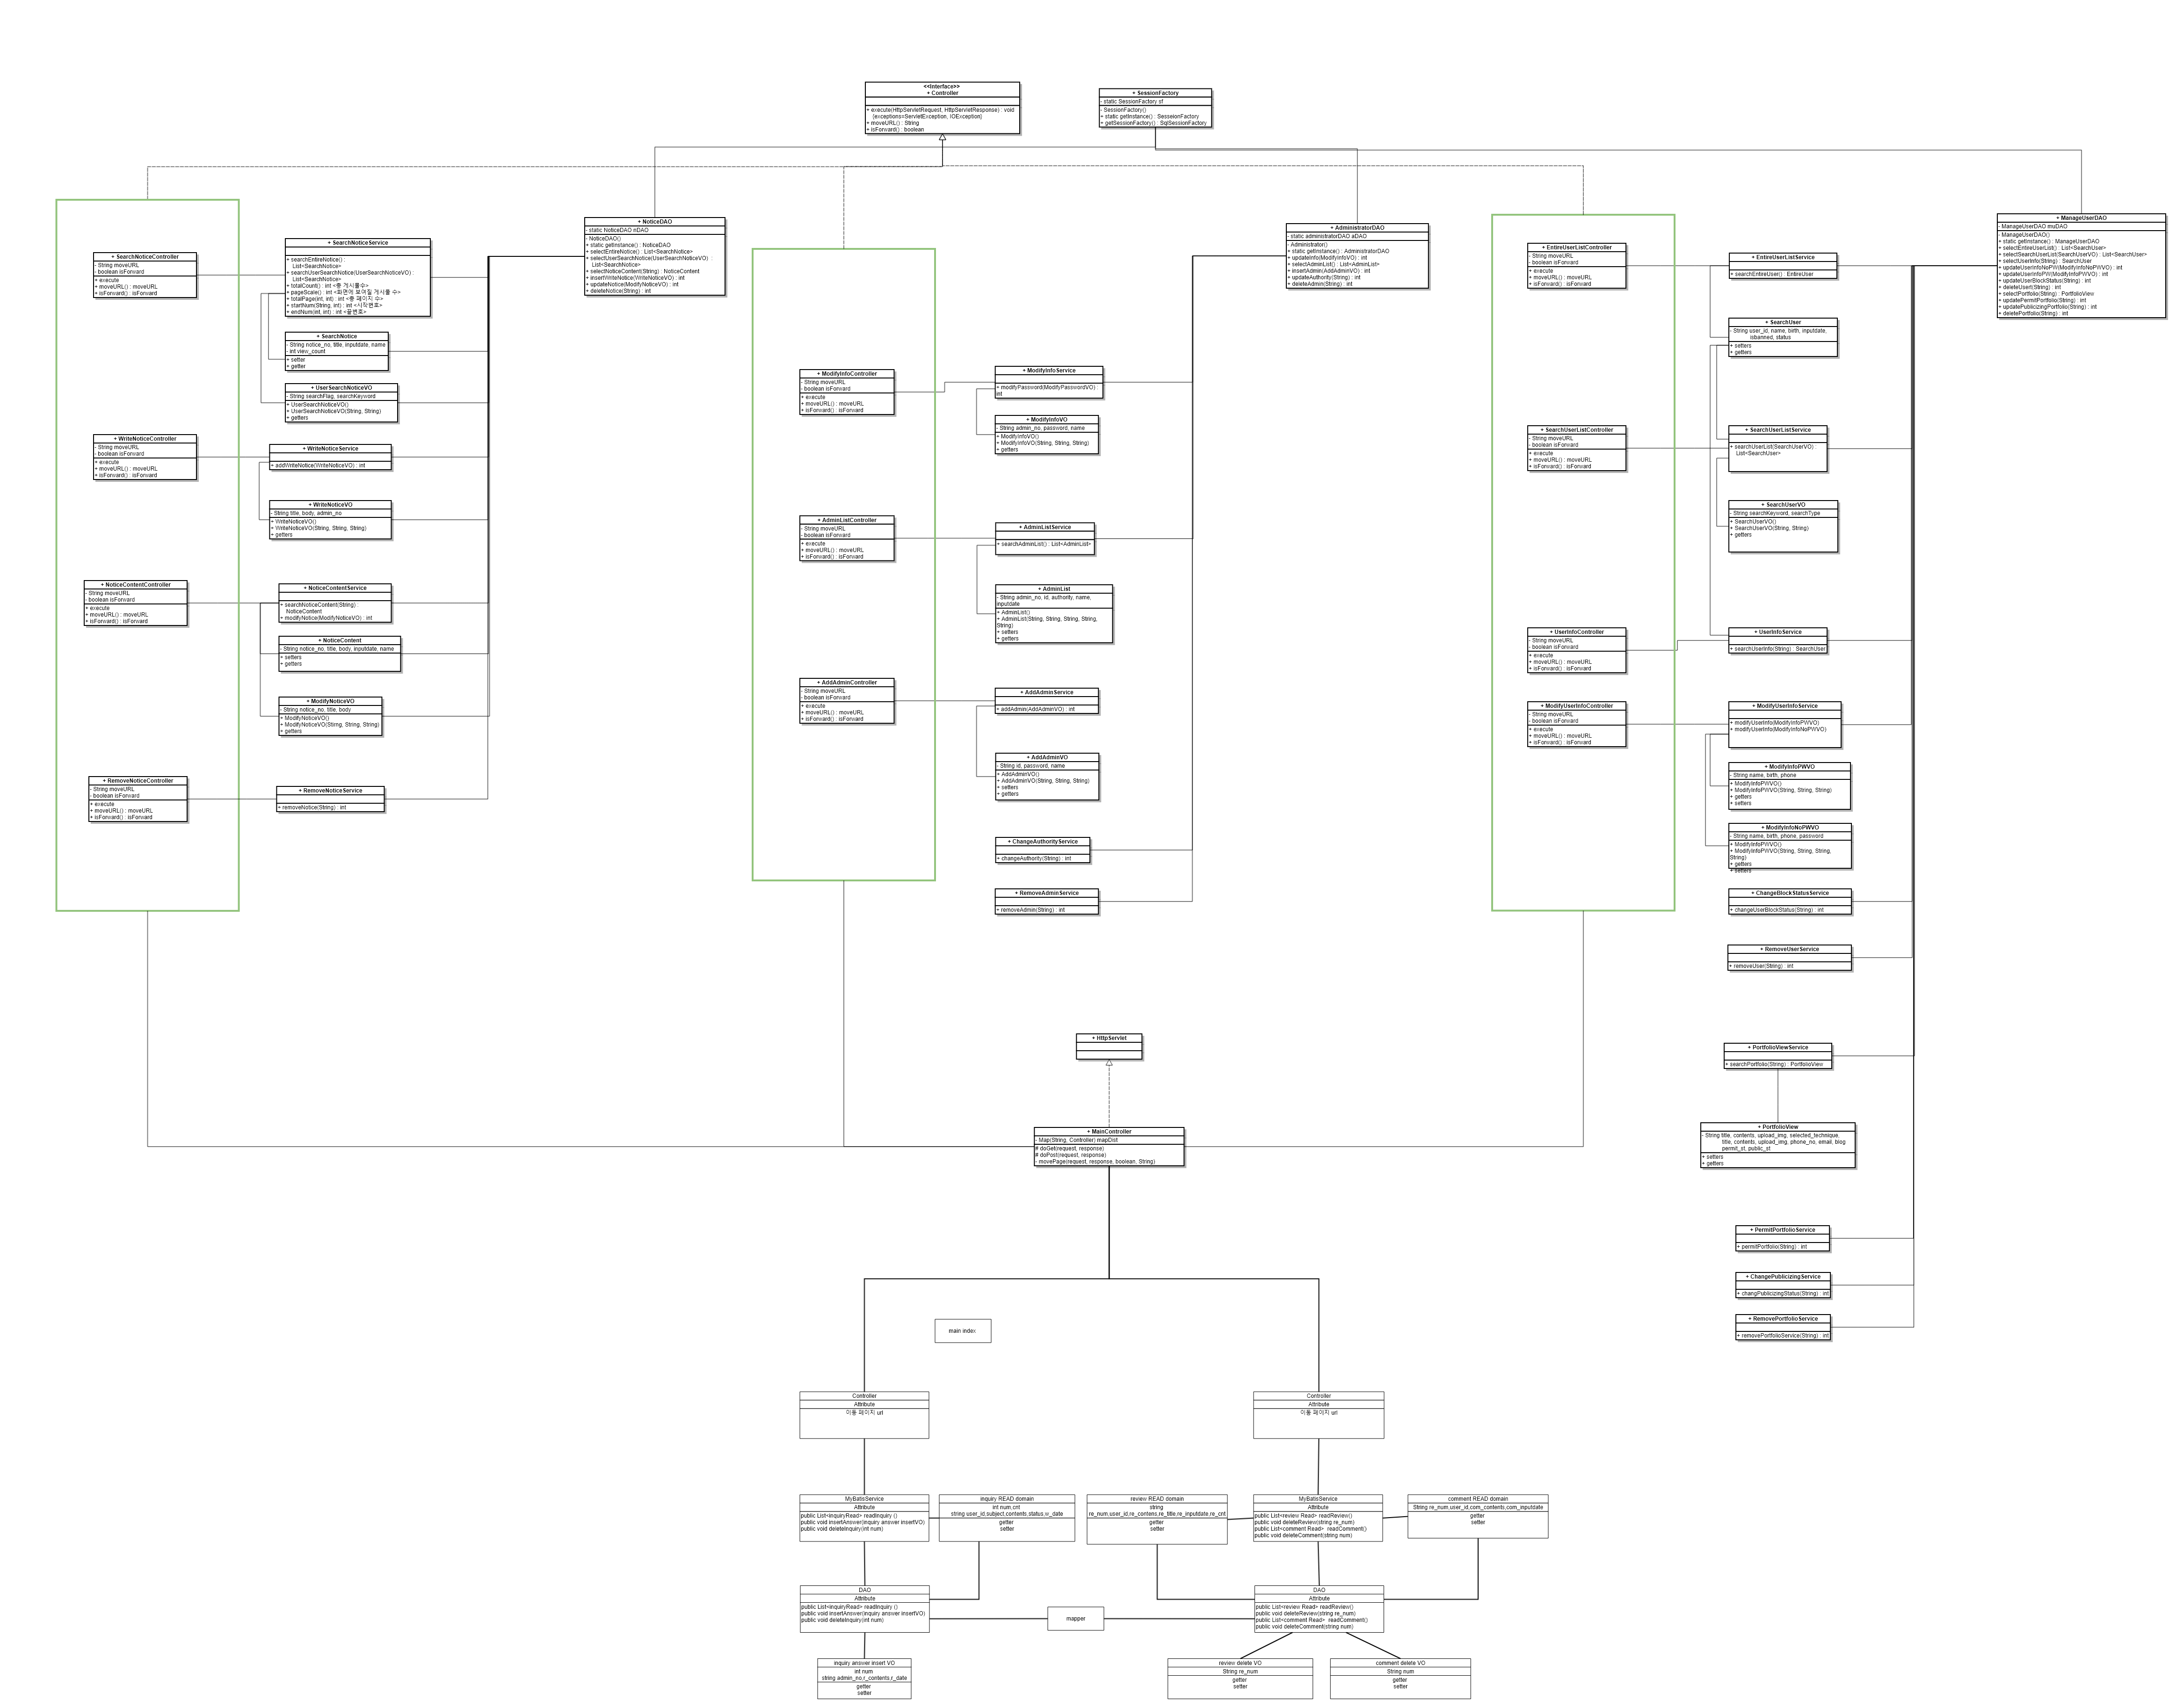 <<Interface>>
+ Controller
+ execute(HttpServletRequest, HttpServletResponse) : void
{exceptions=ServletException, IOException}
+ moveURL() : String
+ isForward() : boolean
+ SessionFactory
- static SessionFactory sf
- SessionFactory()
+ static getInstance() : SesseionFactory
+ getSessionFactory() : SqlSessionFactory
+ SearchNoticeController
- String moveURL
- boolean isForward
+ execute
+ moveURL() : moveURL
+ isForward() : isForward
+ SearchNoticeService
+ searchEntireNotice() :
List<SearchNotice>
+ searchUserSearchNotice(UserSearchNoticeVO) :
List<SearchNotice>
+ totalCount() : int <총 게시물수>
+ pageScale() : int <화면에 보여질 게시물 수>
+ totalPage(int, int) : int <총 페이지 수>
+ startNum(String, int) : int <시작번호>
+ endNum(int, int) : int <끝번호>
+ SearchNotice
- String notice_no, title, inputdate, name
- int view_count
+ setter
+ getter
+ UserSearchNoticeVO
- String searchFlag, searchKeyword
+ UserSearchNoticeVO()
+ UserSearchNoticeVO(String, String)
+ getters
+ WriteNoticeController
- String moveURL
- boolean isForward
+ execute
+ moveURL() : moveURL
+ isForward() : isForward
+ WriteNoticeService
+ addWriteNotice(WriteNoticeVO) : int
+ WriteNoticeVO
- String title, body, admin_no
+ WriteNoticeVO()
+ WriteNoticeVO(String, String, String)
+ getters
+ NoticeContentController
- String moveURL
- boolean isForward
+ execute
+ moveURL() : moveURL
+ isForward() : isForward
+ NoticeContentService
+ searchNoticeContent(String) :
NoticeContent
+ modifyNotice(ModifyNoticeVO) : int
+ NoticeContent
- String notice_no, title, body, inputdate, name
+ setters
+ getters
+ ModifyNoticeVO
- String notice_no, title, body
+ ModifyNoticeVO()
+ ModifyNoticeVO(Stirng, String, String)
+ getters
+ RemoveNoticeController
- String moveURL
- boolean isForward
+ execute
+ moveURL() : moveURL
+ isForward() : isForward
+ RemoveNoticeService
+ removeNotice(String) : int
+ NoticeDAO
- static NoticeDAO nDAO
- NoticeDAO()
+ static getInstance() : NoticeDAO
+ selectEntireNotice() : List<SearchNotice>
+ selectUserSearchNotice(UserSearchNoticeVO) :
List<SearchNotice>
+ selectNoticeContent(String) : NoticeContent
+ insertWriteNotice(WriteNoticeVO) : int
+ updateNotice(ModifyNoticeVO) : int
+ deleteNotice(String) : int
+ ModifyInfoController
- String moveURL
- boolean isForward
+ execute
+ moveURL() : moveURL
+ isForward() : isForward
+ ModifyInfoService
+ modifyPassword(ModifyPasswordVO) :
int
+ ModifyInfoVO
- String admin_no, password, name
+ ModifyInfoVO()
+ ModifyInfoVO(String, String, String)
+ getters
+ AdminListController
- String moveURL
- boolean isForward
+ execute
+ moveURL() : moveURL
+ isForward() : isForward
+ AdminListService
+ searchAdminList() : List<AdminList>
+ AdminList
- String admin_no, id, authority, name,
inputdate
+ AdminList()
+ AdminList(String, String, String, String,
String)
+ setters
+ getters
+ AddAdminController
- String moveURL
- boolean isForward
+ execute
+ moveURL() : moveURL
+ isForward() : isForward
+ AddAdminService
+ addAdmin(AddAdminVO) : int
+ AddAdminVO
- String id, password, name
+ AddAdminVO()
+ AddAdminVO(String, String, String)
+ setters
+ getters
+ ChangeAuthorityService
+ changeAuthority(String) : int
+ RemoveAdminService
+ removeAdmin(String) : int
+ AdministratorDAO
- static administratorDAO aDAO
- Administrator()
+ static getInstance() : AdministratorDAO
+ updateInfo(ModifyInfoVO) : int
+ selectAdminList() : List<AdminList>
+ insertAdmin(AddAdminVO) : int
+ updateAuthority(String) : int
+ deleteAdmin(String) : int
+ EntireUserListController
- String moveURL
- boolean isForward
+ execute
+ moveURL() : moveURL
+ isForward() : isForward
+ EntireUserListService
+ searchEntireUser() : EntireUser
+ SearchUser
- String user_id, name, birth, inputdate,
isbanned, status
+ setters
+ getters
+ SearchUserListController
- String moveURL
- boolean isForward
+ execute
+ moveURL() : moveURL
+ isForward() : isForward
+ SearchUserListService
+ searchUserList(SearchUserVO) :
List<SearchUser>
+ SearchUserVO
- String searchKeyword, searchType
+ SearchUserVO()
+ SearchUserVO(String, String)
+ getters
+ UserInfoController
- String moveURL
- boolean isForward
+ execute
+ moveURL() : moveURL
+ isForward() : isForward
+ UserInfoService
+ searchUserInfo(String) : SearchUser
+ ModifyUserInfoController
- String moveURL
- boolean isForward
+ execute
+ moveURL() : moveURL
+ isForward() : isForward
+ ModifyUserInfoService
+ modifyUserInfo(ModifyInfoPWVO)
+ modifyUserInfo(ModifyInfoNoPWVO)
+ ModifyInfoPWVO
- String name, birth, phone
+ ModifyInfoPWVO()
+ ModifyInfoPWVO(String, String, String)
+ getters
+ setters
+ ModifyInfoNoPWVO
- String name, birth, phone, password
+ ModifyInfoPWVO()
+ ModifyInfoPWVO(String, String, String,
String)
+ getters
+ setters
+ ChangeBlockStatusService
+ changeUserBlockStatus(String) : int
+ RemoveUserService
+ removeUser(String) : int
+ PortfolioViewService
+ searchPortfolio(String) : PortfolioView
+ PortfolioView
- String title, contents, upload_img, selected_technique,
title, contents, upload_img, phone_no, email, blog
permit_st, public_st
+ setters
+ getters
+ PermitPortfolioService
+ permitPortfolio(String) : int
+ ChangePublicizingService
+ changPublicizingStatus(String) : int
+ RemovePortfolioService
+ removePortfolioService(String) : int
+ ManageUserDAO
- ManageUserDAO muDAO
- ManageUserDAO()
+ static getInstance() : ManageUserDAO
+ selectEntireUserList() : List<SearchUser>
+ selectSearchUserList(SearchUserVO) : List<SearchUser>
+ selectUserInfo(String) : SearchUser
+ updateUserInfoNoPW(ModifyInfoNoPWVO) : int
+ updateUserInfoPW(ModifyInfoPWVO) : int
+ updateUserBlockStatus(String) : int
+ deleteUsert(String) : int
+ selectPortfolio(String) : PortfolioView
+ updatePermitPortfolio(String) : int
+ updatePublicizingPortfolio(String) : int
+ deletePortfolio(String) : int
+ HttpServlet
+ MainController
- Map(String, Controller) mapDist
# doGet(request, response)
# doPost(request, response)
- movePage(request, response, boolean, String)
main index
Controller
Attribute
이동 페이지 url
Controller
Attribute
이동 페이지 url
MyBatisService
Attribute
public List<inquiryRead> readInquiry ()
public void insertAnswer(inquiry answer insertVO)
public void deleteInquiry(int num)
inquiry READ domain
int num,cnt
string user_id,subject,contents,status,w_date
getter
setter
review READ domain
string
re_num,user_id,re_contens,re_title,re_inputdate,re_cnt
getter
setter
MyBatisService
Attribute
public List<review Read> readReview()
public void deleteReview(string re_num)
public List<comment Read> readComment()
public void deleteComment(string num)
comment READ domain
String re_num,user_id,com_contents,com_inputdate
getter
setter
DAO
Attribute
public List<inquiryRead> readInquiry ()
public void insertAnswer(inquiry answer insertVO)
public void deleteInquiry(int num)
mapper
DAO
Attribute
public List<review Read> readReview()
public void deleteReview(string re_num)
public List<comment Read> readComment()
public void deleteComment(string num)
inquiry answer insert VO
int num
string admin_no,r_contents,r_date
getter
setter
review delete VO
String re_num
getter
setter
comment delete VO
String num
getter
setter